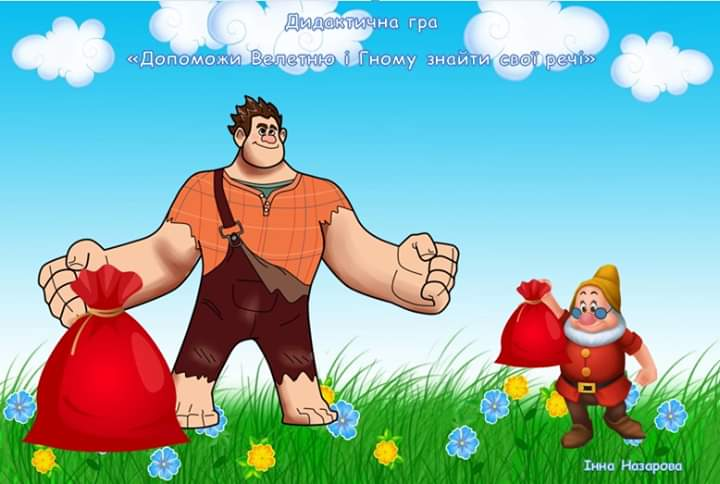 Дидактична гра
«Допоможи Велетню і Гному знайти свої речі»
Інна Назарова